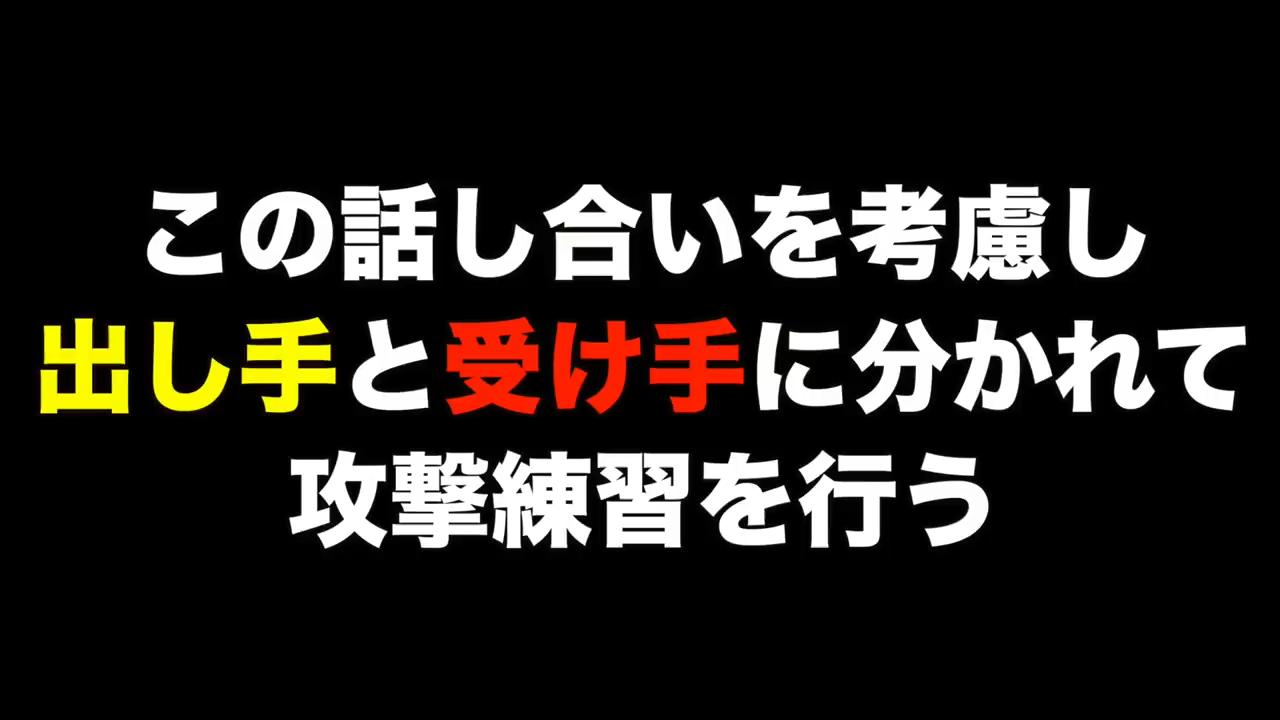 この話し合いを考慮し
出し手と受け手に分かれて
攻撃練習を行う